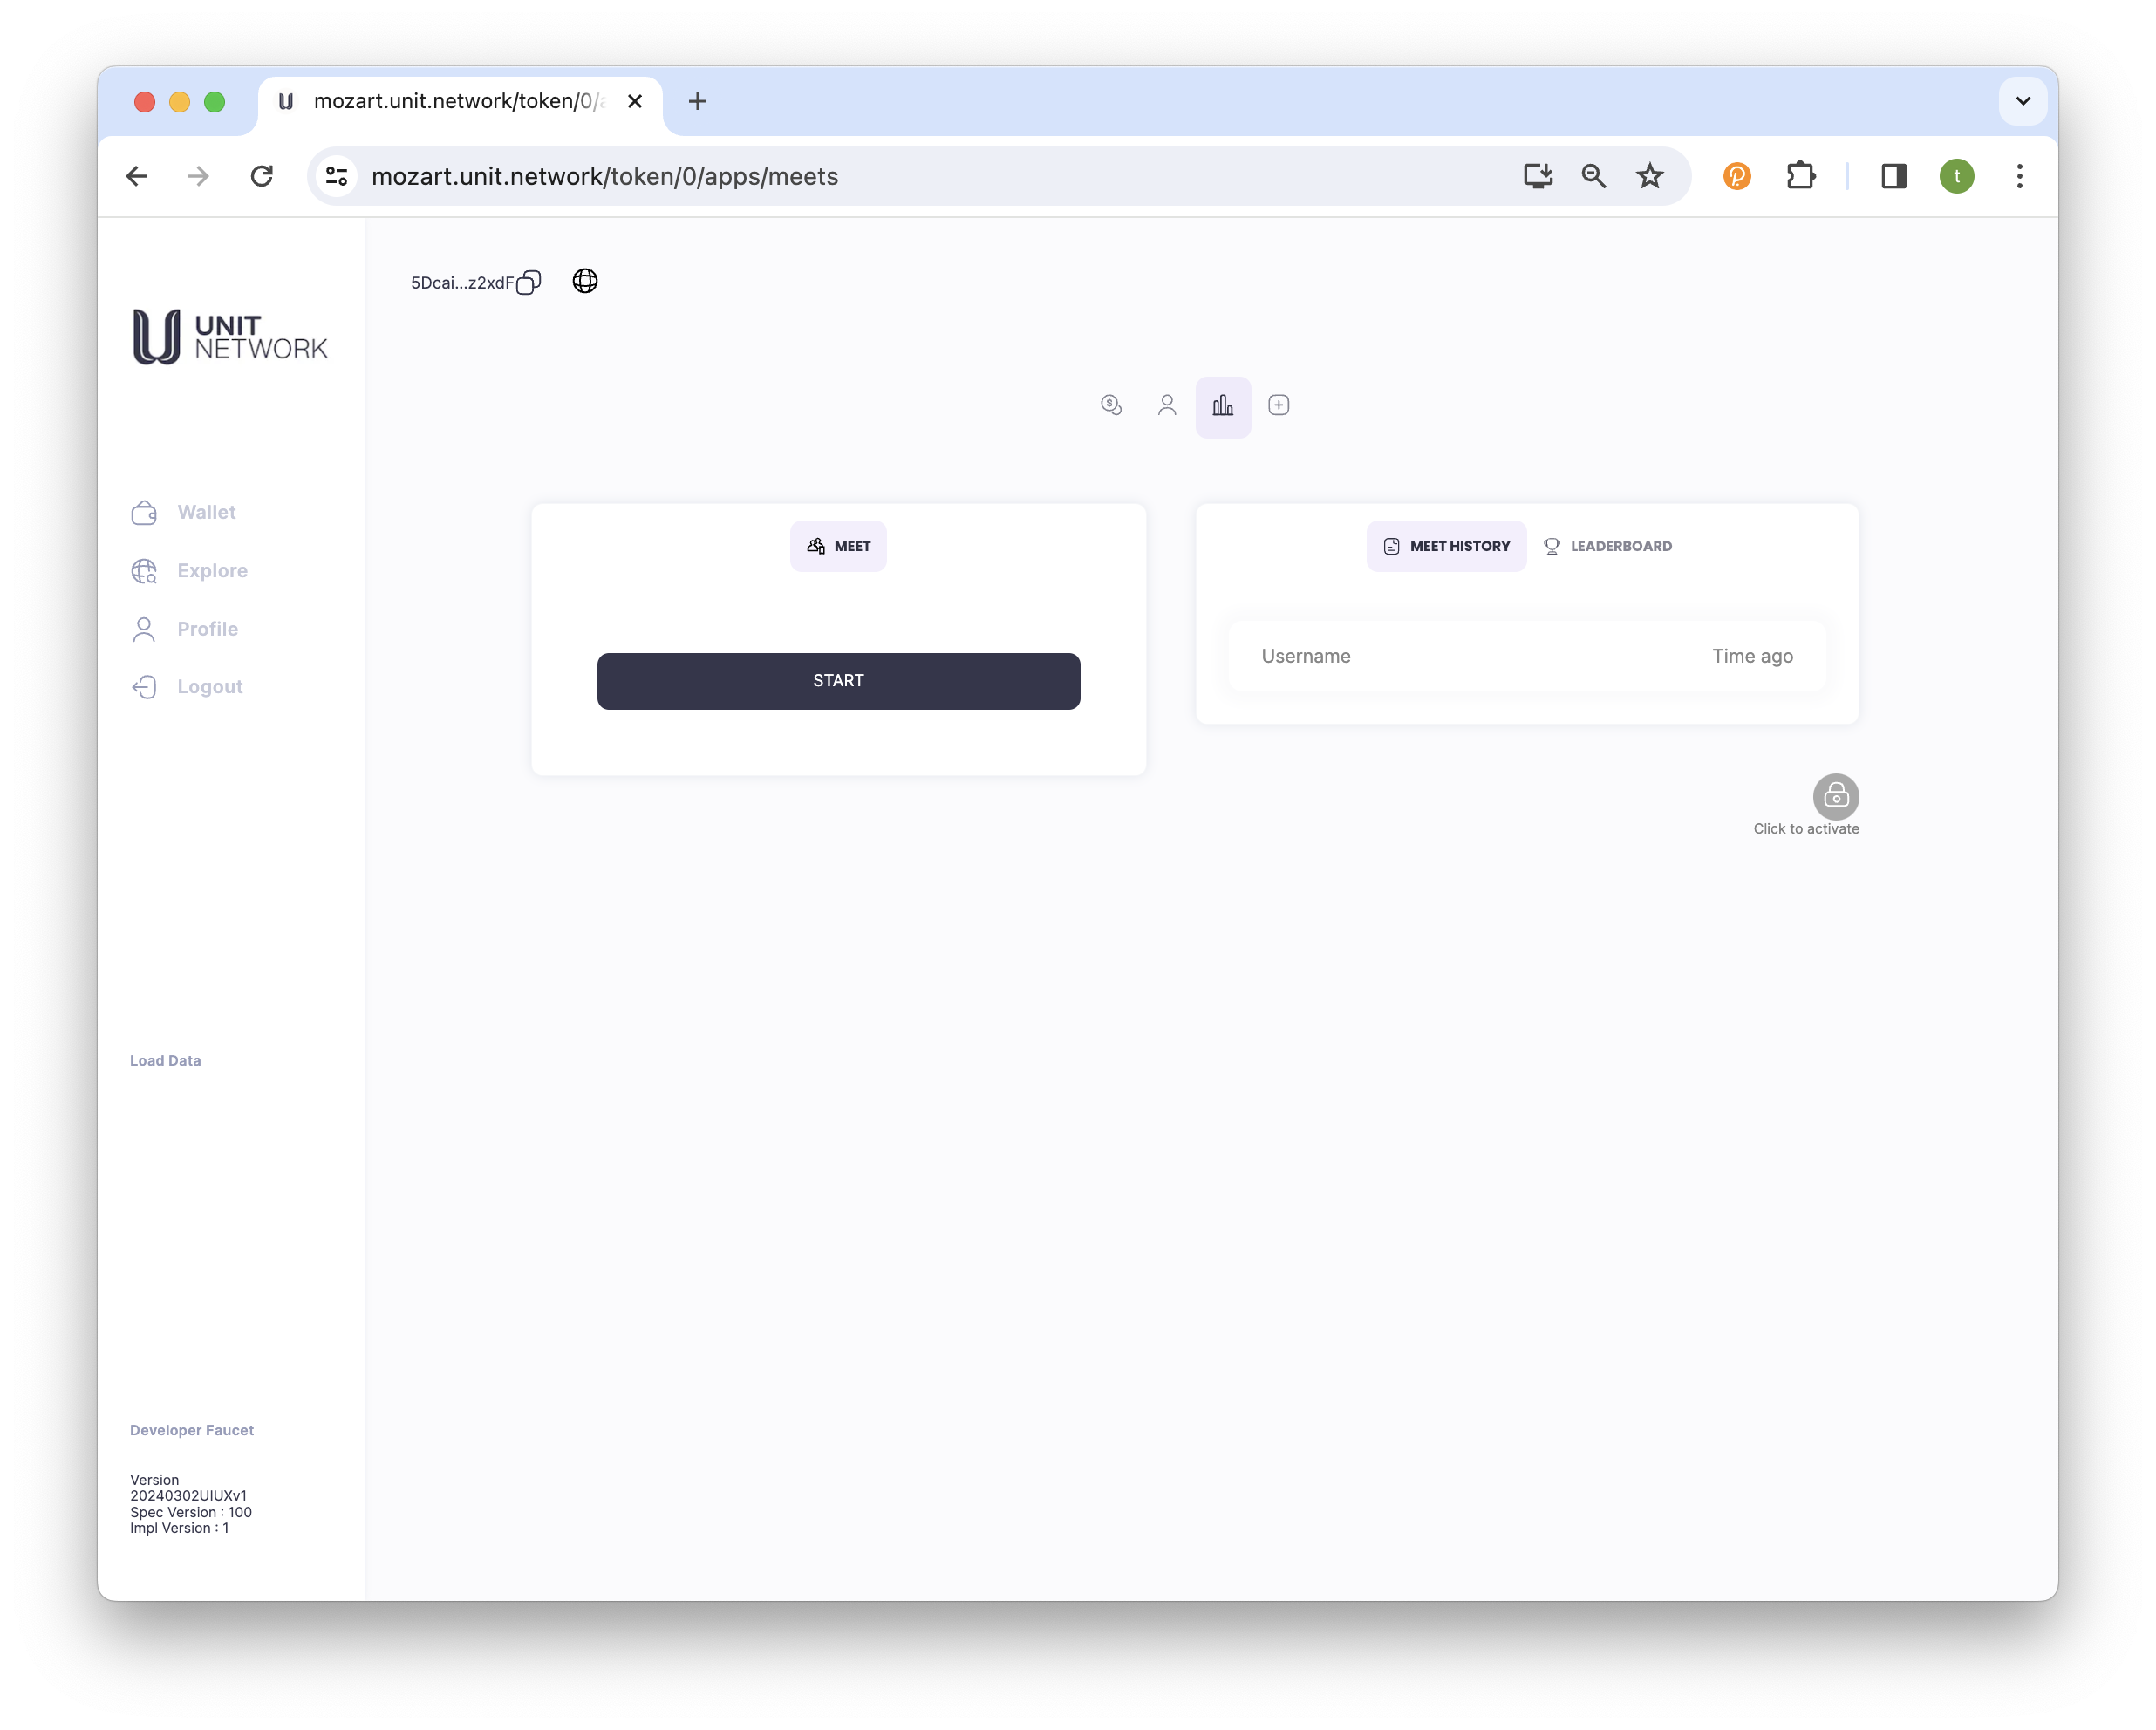 mozart.unit.network/token/0/a
mozart.unit.network/token/0/apps/meets
t
5Dcai...z2xdF
UNIT
NETWORK
Wallet
Explore
Profile
Logout
MEET
START
MEET HISTORY
LEADERBOARD
Username
Time ago
Click to activate
Load Data
Developer Faucet
Version
20240302UIUXv1
Spec Version : 100
Impl Version : 1